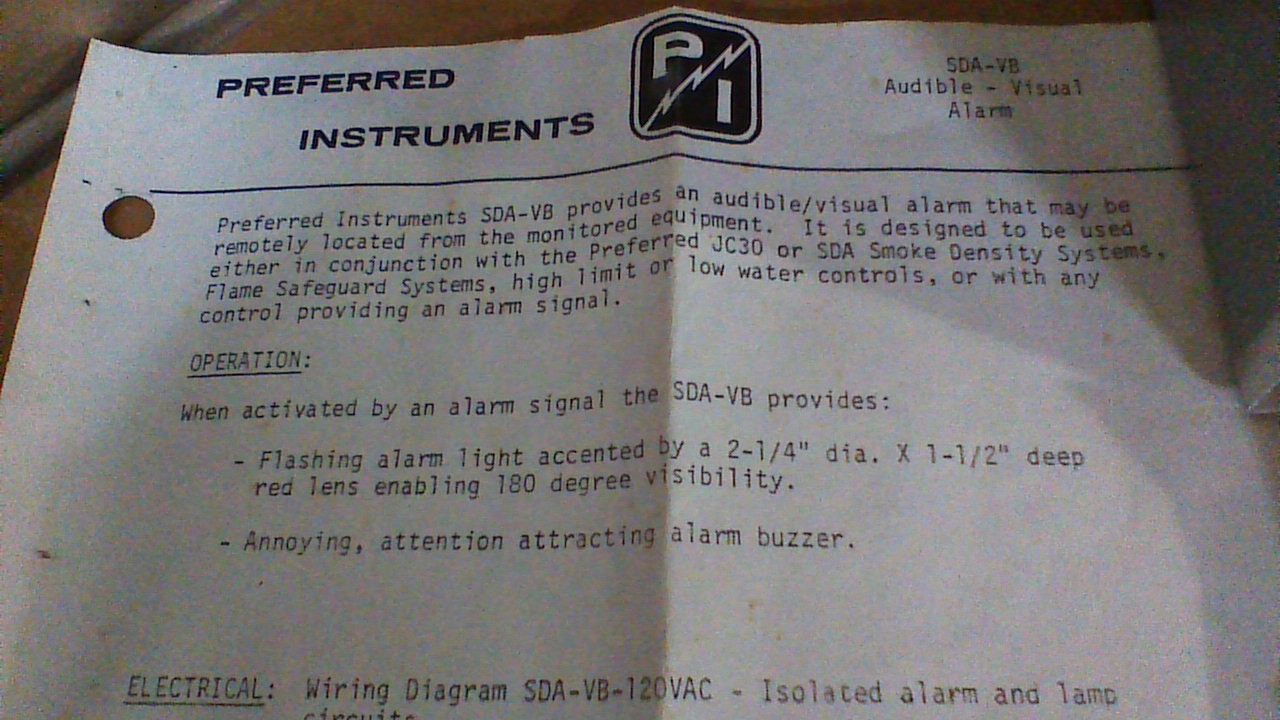 PREFERRED
INSTRUMENTS
P
I
SDA-VB
Audible - Visual
Alarm
Preferred Instruments SDA-VB provides an audible/visual alarm that may be
remotely located from the monitored equipment. It is designed to be used
either in conjunction with the Preferred JC30 or SDA Smoke Density Systems,
Flame Safeguard Systems, high limit or low water controls, or with any
control providing an alarm signal.
OPERATION:
When activated by an alarm signal the SDA-VB provides:
- Flashing alarm light accented by a 2-1/4" dia. X 1-1/2" deep
red lens enabling 180 degree visibility.
- Annoying, attention attracting alarm buzzer.
ELECTRICAL: Wiring Diagram SDA-VB-120VAC - Isolated alarm and lamp
circuits